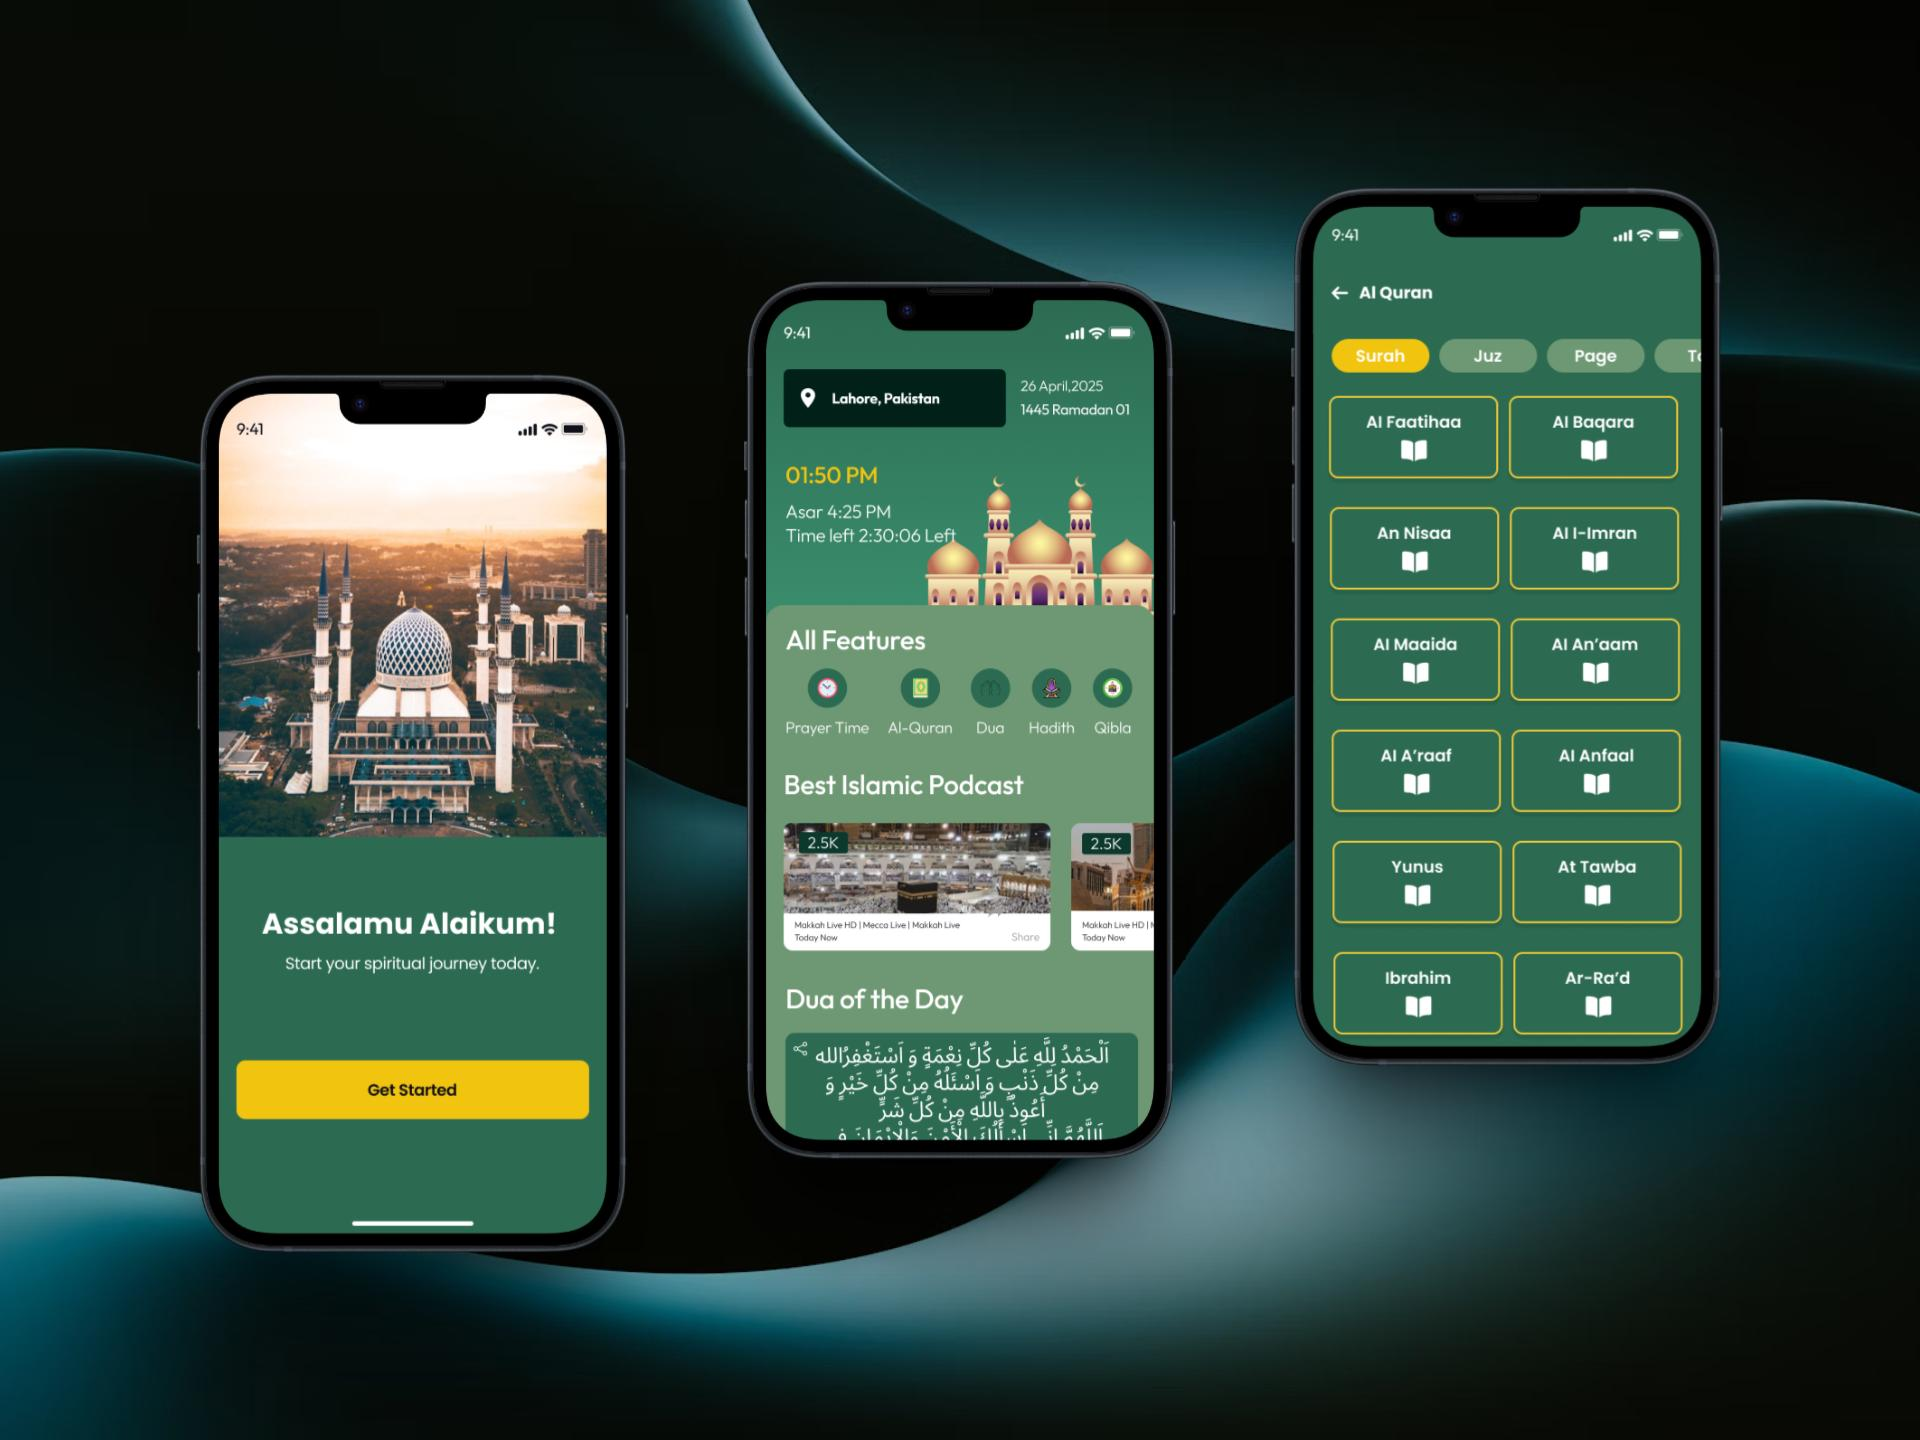 9:41
Assalamu Alaikum!
Start your spiritual journey today.
Get Started
9:41
Lahore, Pakistan
26 April,2025
1445 Ramadan 01
01:50 PM
Asar 4:25 PM
Time left 2:30:06 Left
All Features
Prayer Time Al-Quran Dua Hadith Qibla
Best Islamic Podcast
2.5K
2.5K
Makkah Live HD | Mecca Live | Makkah Live
Today Now
Share
Makkah Live HD |
Today Now
Dua of the Day
اَلْحَمْدُ لِلَّهِ عَلٰى كُلِّ نِعْمَةٍ وَ اَسْتَغْفِرُالله
مِنْ كُلِّ ذَنْبٍ وَ اَسْئَلُهُ مِنْ كُلِّ خَيْرٍ وَ
أَعُوذُ بِاللَّهِ مِنْ كُلِّ شَرٍّ
9:41
Al Quran
Surah Juz Page
Al Faatihaa Al Baqara
An Nisaa Al I-Imran
Al Maaida Al An’aam
Al A’raaf Al Anfaal
Yunus At Tawba
Ibrahim Ar-Ra’d